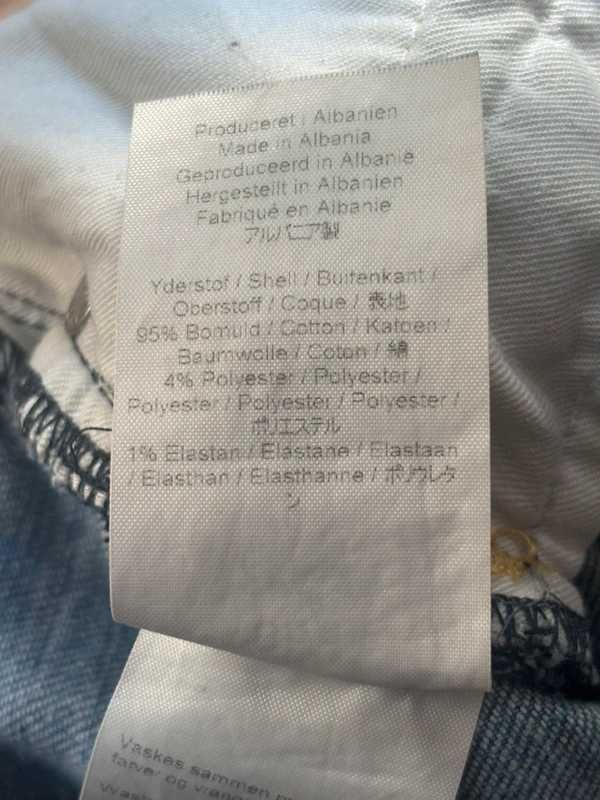 Produceret i Albanien
Made in Albania
Geproduceerd in Albanië
Hergestellt in Albanien
Fabriqué en Albanie
アルバニア製
Yderstof / Shell / Buitenkant /
Oberstoff / Coque / 表地
95% Bomuld / Cotton / Katoen /
Baumwolle / Coton / 綿
4% Polyester / Polyester /
Polyester / Polyester / Polyester /
ポリエステル
1% Elastan / Elastane / Elastaan
/ Elasthan / Elasthanne / ポリウレタ
ン
Vaskes sammen
farver og vrang
Wash